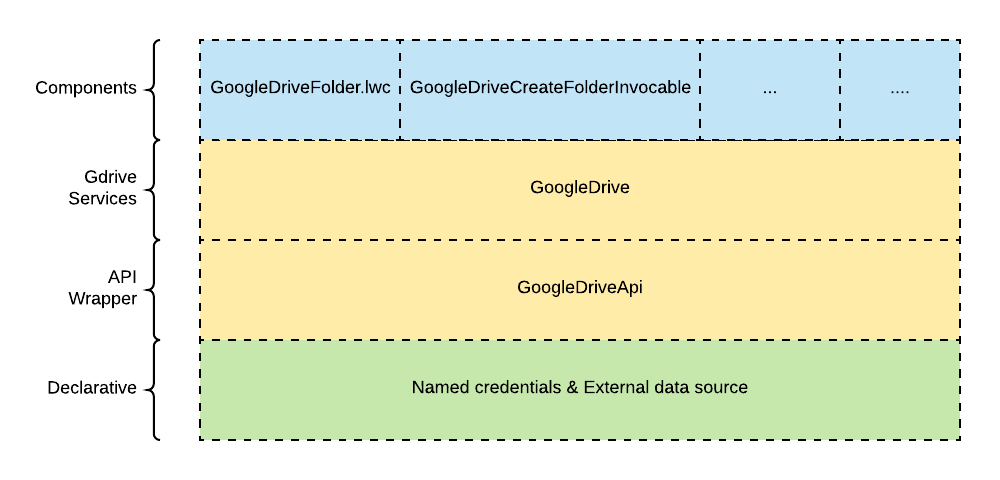 Components
GoogleDriveFolder.lwc
GoogleDriveCreateFolderInvocable
...
....
Gdrive
Services
GoogleDrive
API
Wrapper
GoogleDriveApi
Declarative
Named credentials & External data source